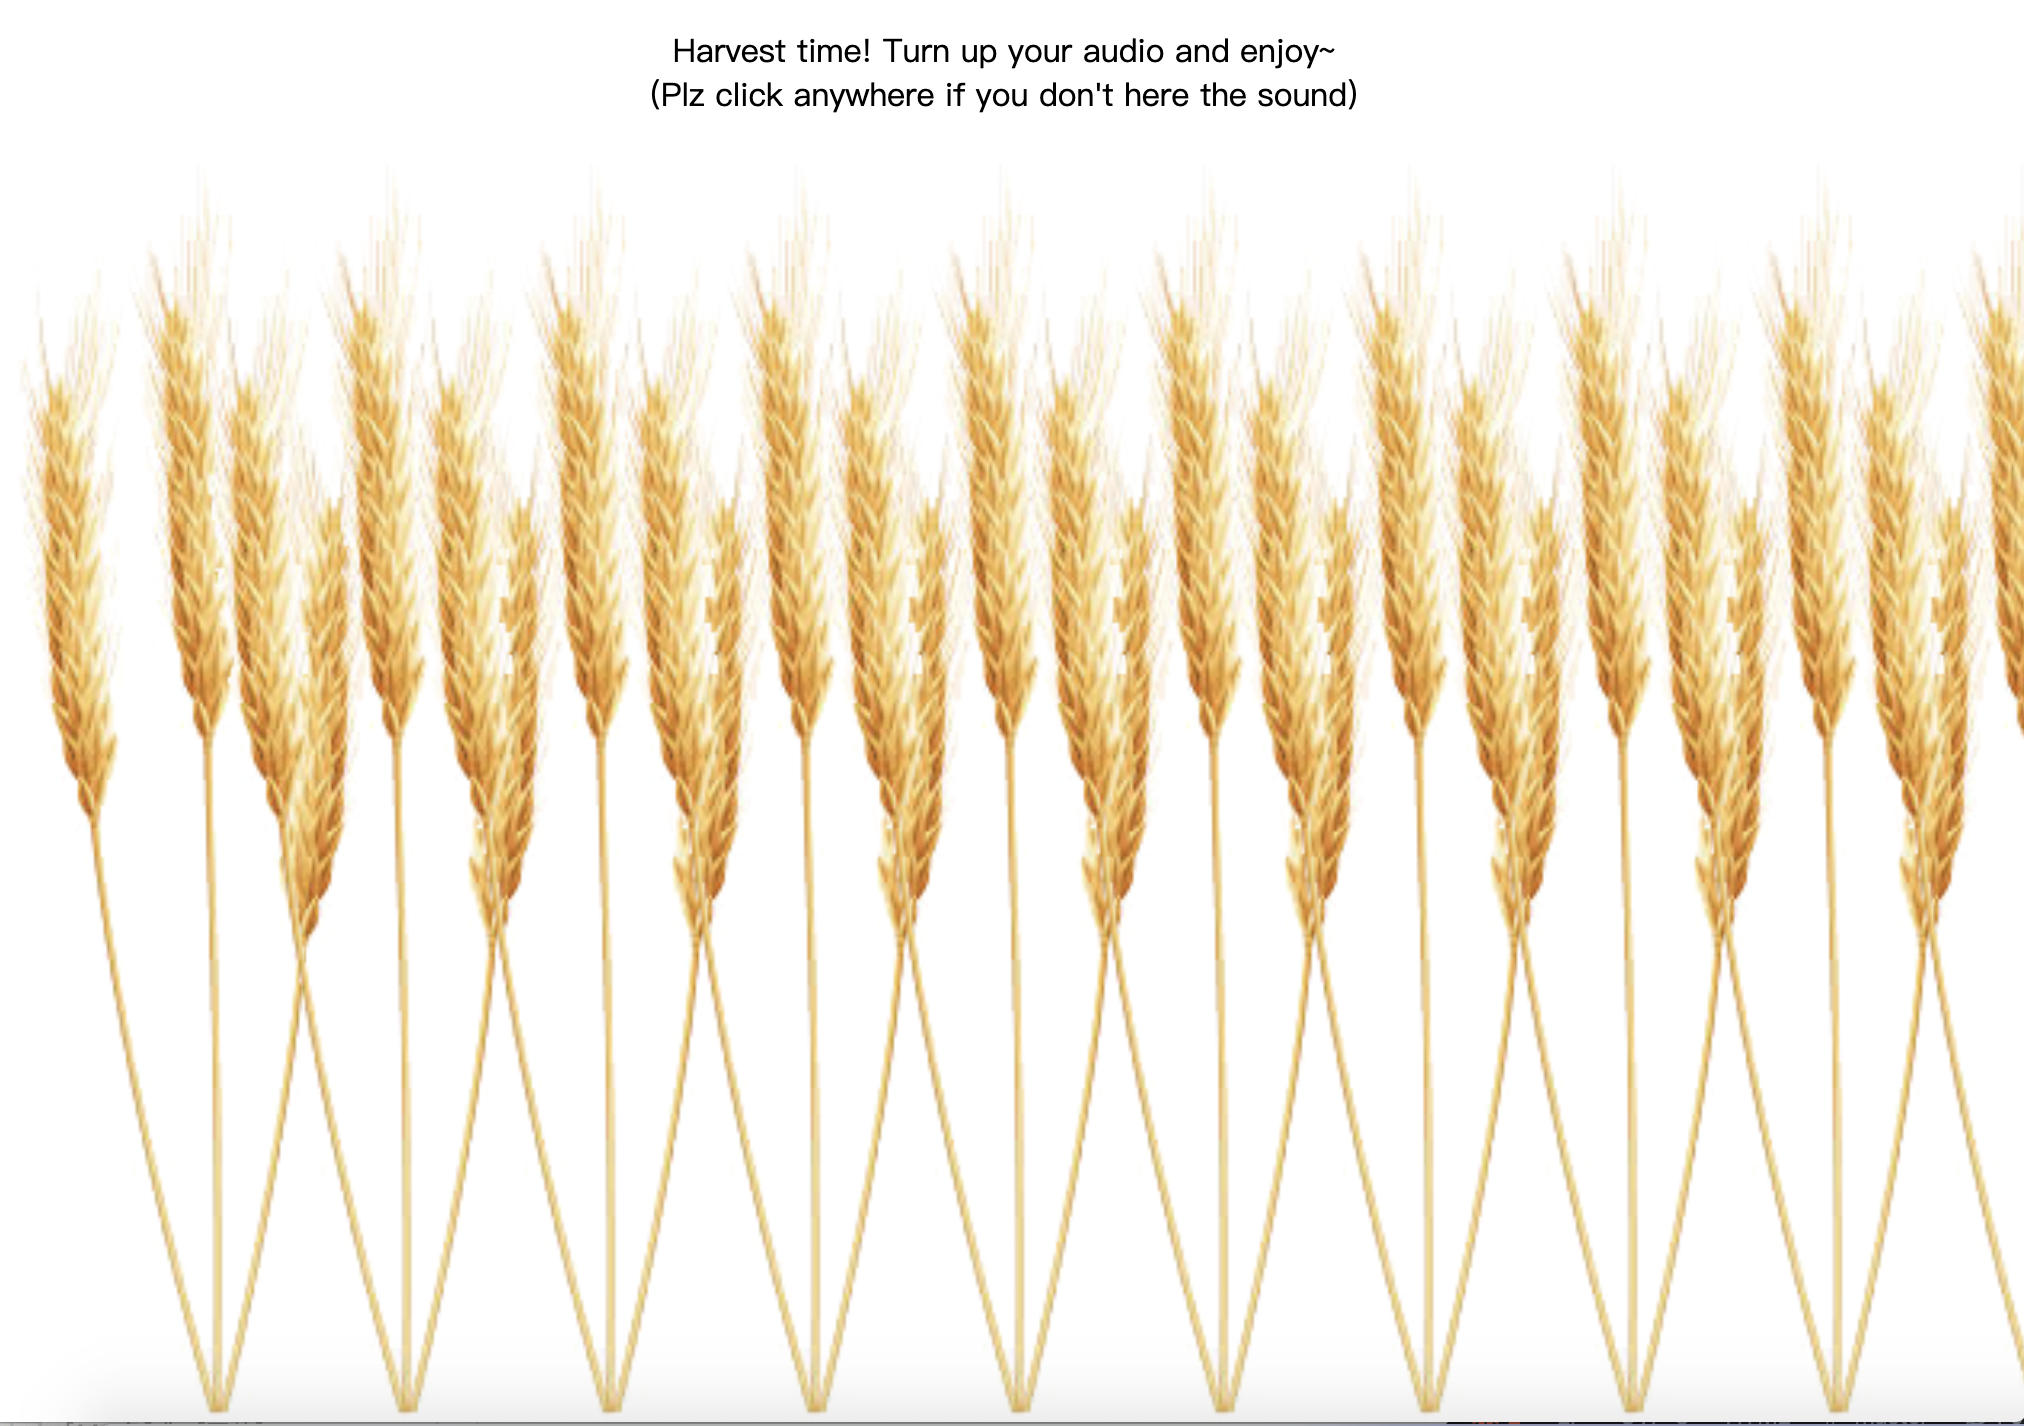 Harvest time! Turn up your audio and enjoy~
(Plz click anywhere if you don't here the sound)